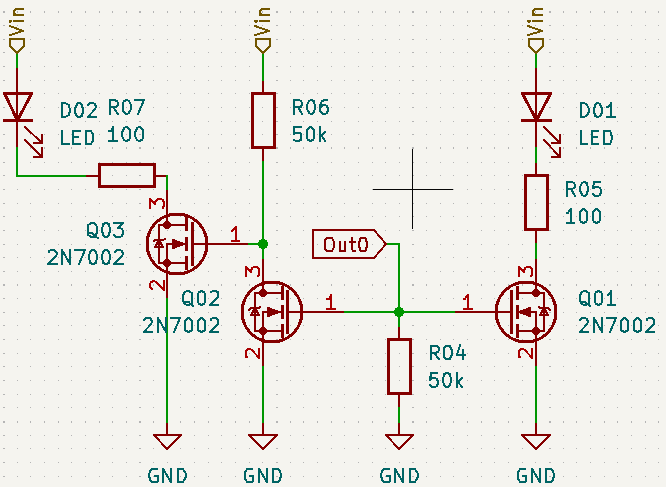 Vin
Vin
Vin
D02
LED
R07
100
R06
50k
D01
LED
R05
100
Q03
2N7002
3
1
2
Out0
Q02
2N7002
3
1
2
R04
50k
1
3
2
Q01
2N7002
GND
GND
GND
GND